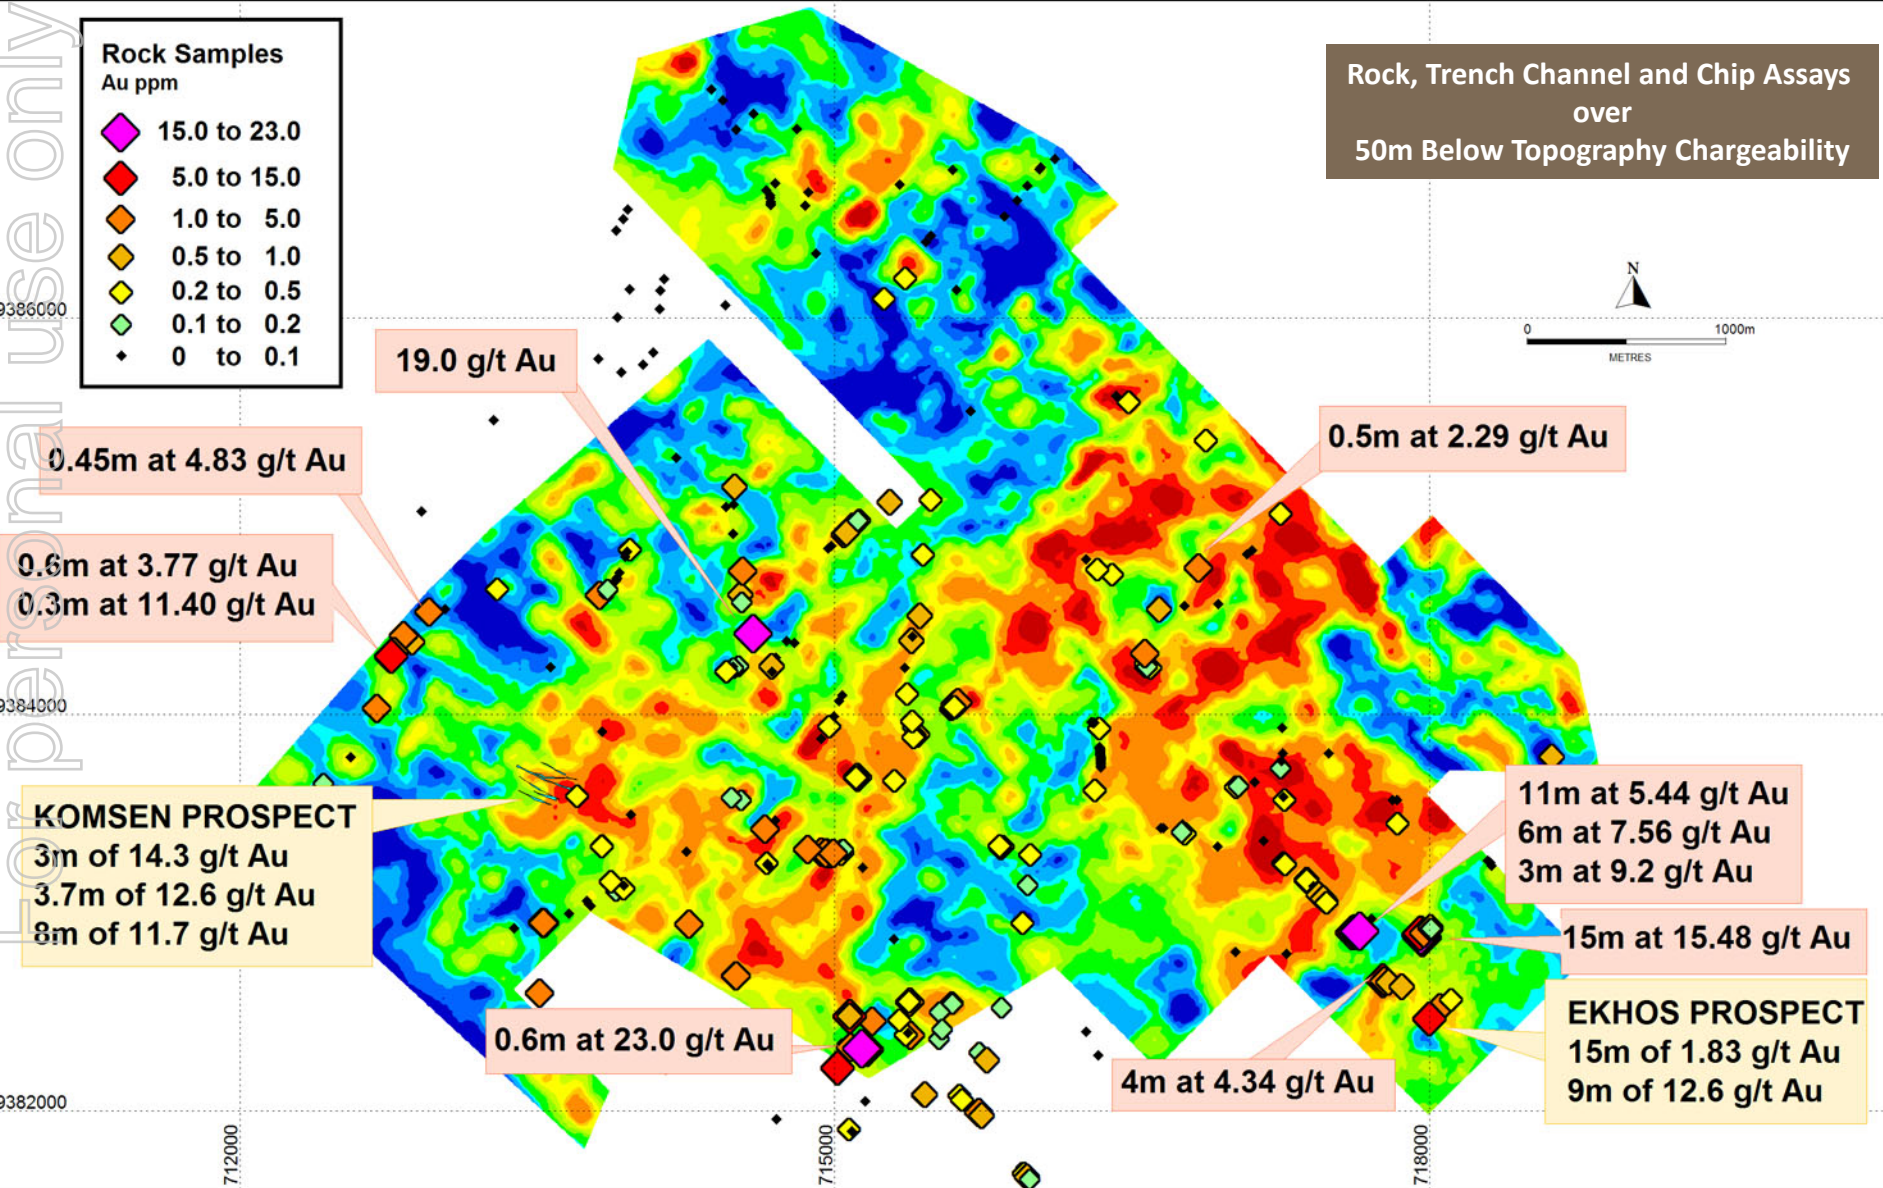 For personal use only
Rock Samples
Au ppm
15.0 to 23.0
5.0 to 15.0
1.0 to 5.0
0.5 to 1.0
0.2 to 0.5
0.1 to 0.2
0 to 0.1
Rock, Trench Channel and Chip Assays
over
50m Below Topography Chargeability
N
0 1000m
METRES
9386000
19.0 g/t Au
0.45m at 4.83 g/t Au
0.5m at 2.29 g/t Au
0.6m at 3.77 g/t Au
0.3m at 11.40 g/t Au
9384000
KOMSEN PROSPECT
3m of 14.3 g/t Au
3.7m of 12.6 g/t Au
8m of 11.7 g/t Au
11m at 5.44 g/t Au
6m at 7.56 g/t Au
3m at 9.2 g/t Au
15m at 15.48 g/t Au
EKHOS PROSPECT
15m of 1.83 g/t Au
9m of 12.6 g/t Au
0.6m at 23.0 g/t Au
4m at 4.34 g/t Au
9382000
712000
715000
718000